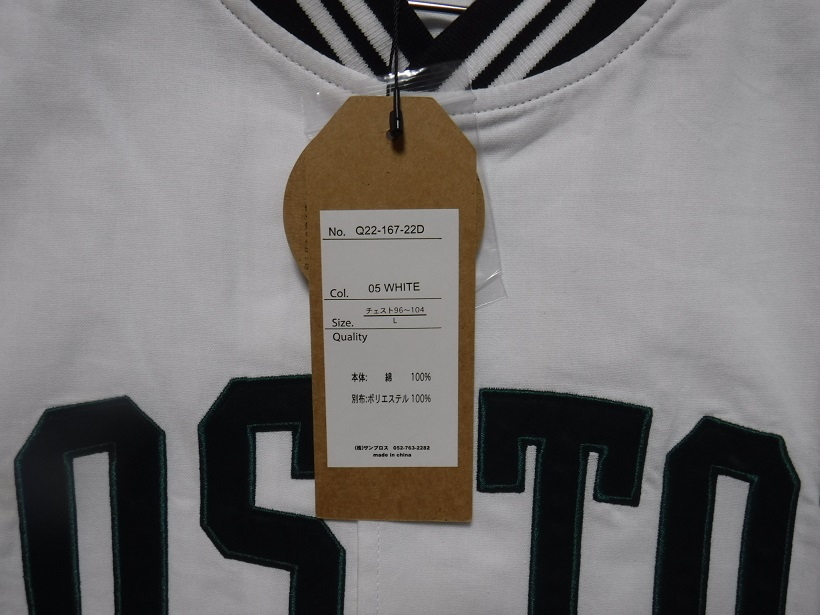 No. Q22-167-22D
Col. 05 WHITE
Size. チェスト96～104
L
Quality
本体: 綿 100%
別布:ポリエステル 100%
(株)サンブロス 052-763-2282
made in china
OSTO